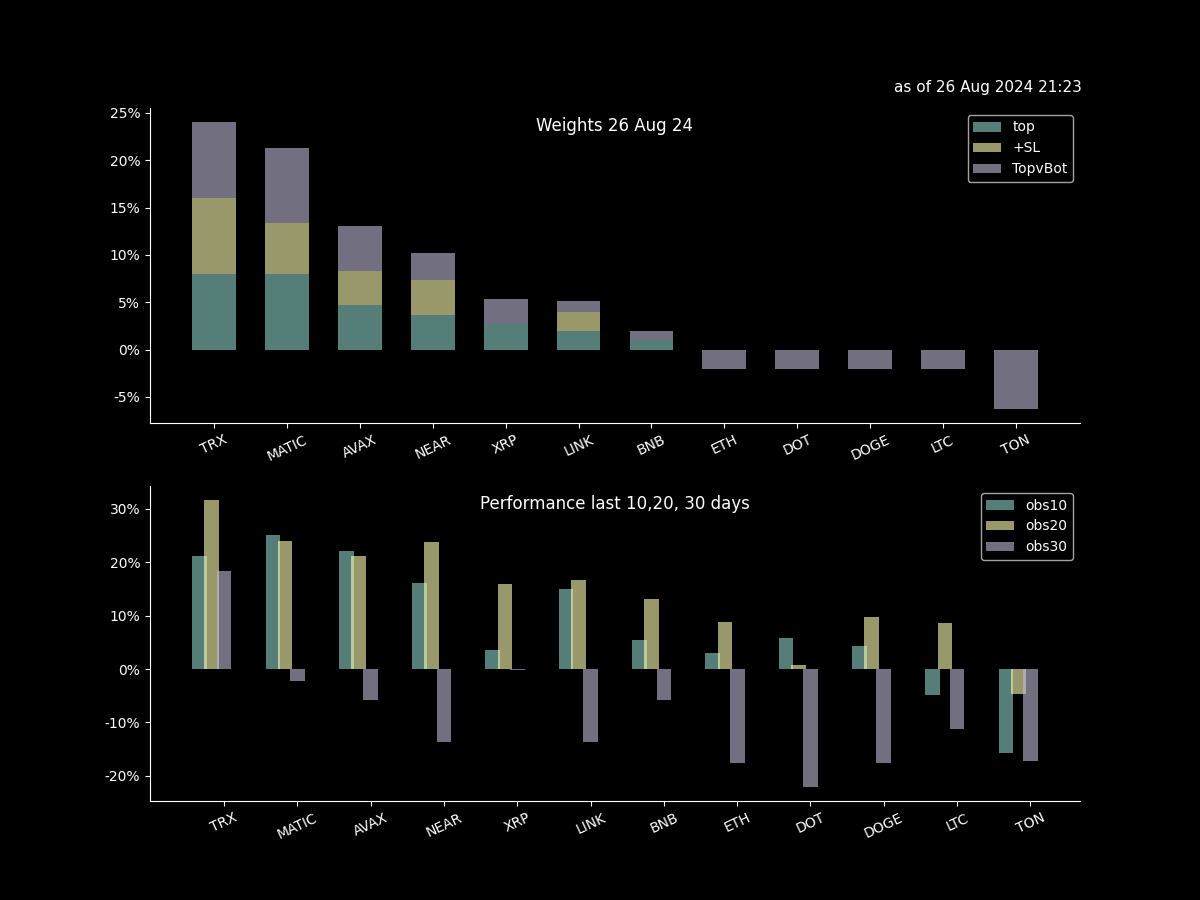 as of 26 Aug 2024 21:23
Weights 26 Aug 24
top
+SL
TopvBot
25%
20%
15%
10%
5%
0%
-5%
TRX MATIC AVAX NEAR XRP LINK BNB ETH DOT DOGE LTC TON
Performance last 10,20, 30 days
obs10
obs20
obs30
30%
20%
10%
0%
-10%
-20%
TRX MATIC AVAX NEAR XRP LINK BNB ETH DOT DOGE LTC TON